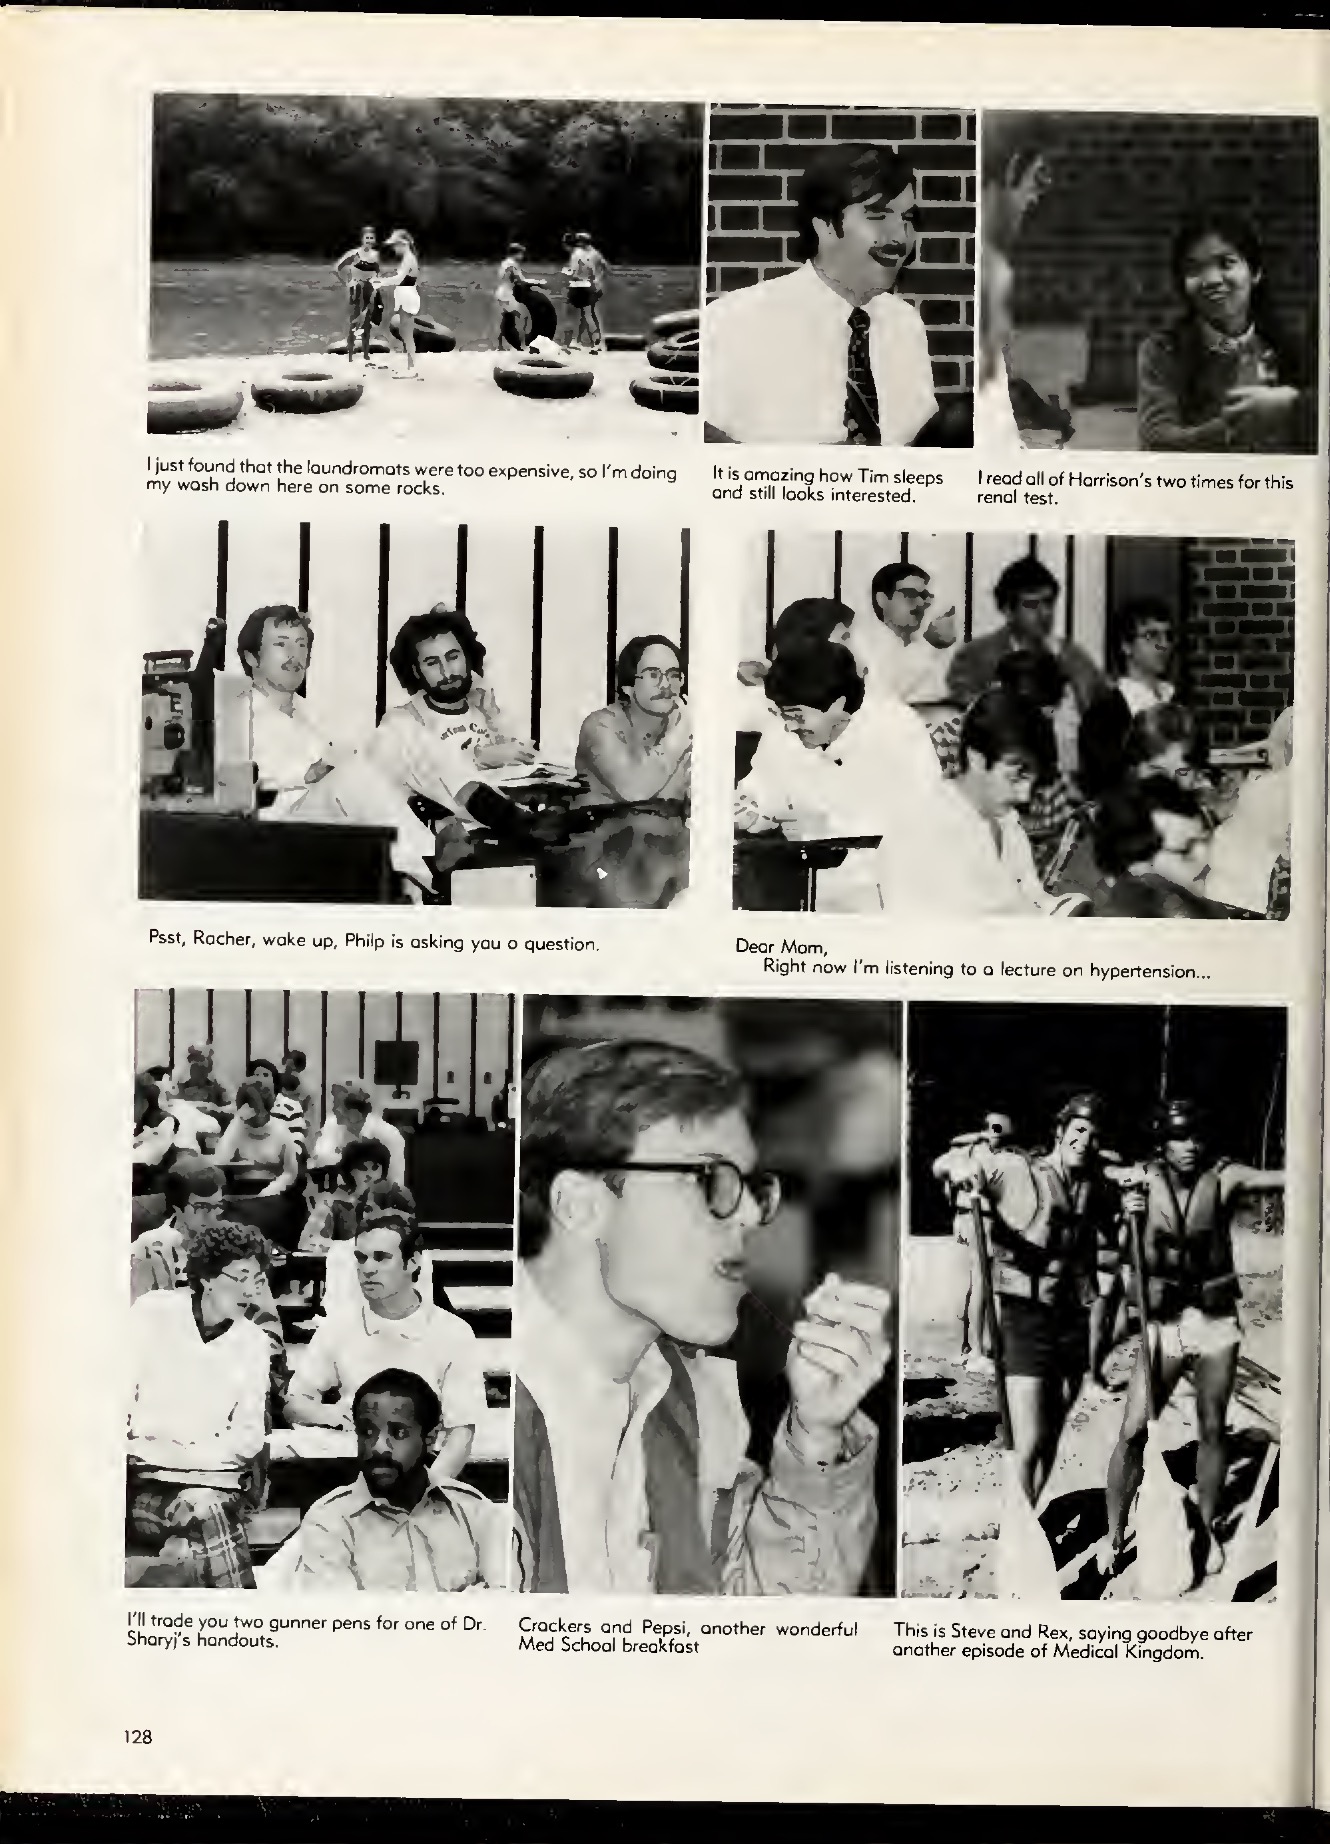 I just found that the laundromats were too expensive, so I'm doing
my wash down here on some rocks.
It is amazing how Tim sleeps
and still looks interested.
I read all of Harrison's two times for this
renal test.
Psst, Racher, wake up, Philp is asking you a question.
Dear Mom,
Right now I'm listening to a lecture on hypertension...
I'll trade you two gunner pens for one of Dr.
Sharyj's handouts.
Crackers and Pepsi, another wonderful
Med School breakfast
This is Steve and Rex, saying goodbye after
another episode of Medical Kingdom.
128